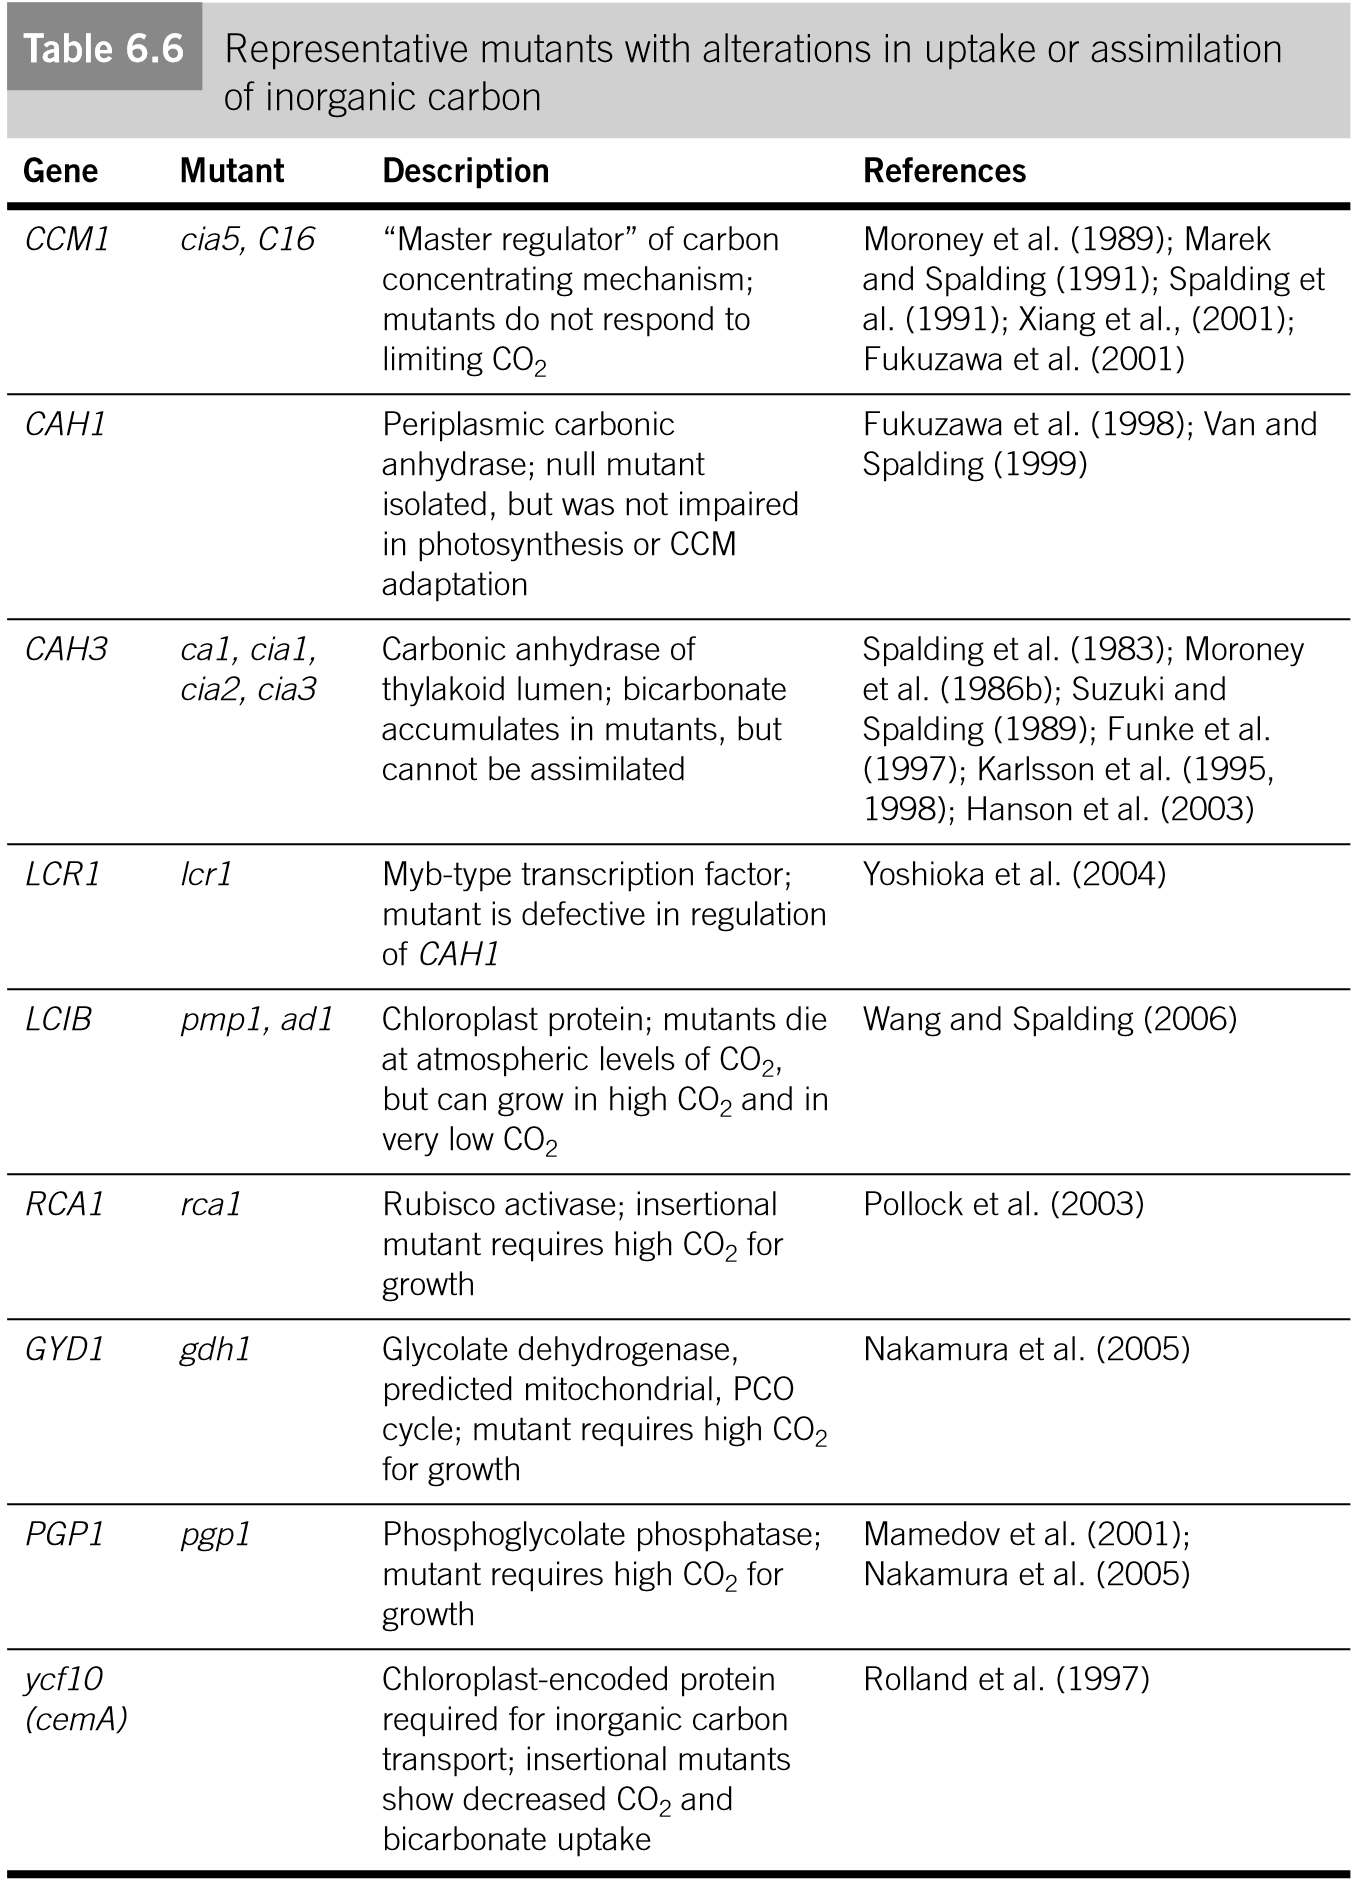 Table 6.6 Representative mutants with alterations in uptake or assimilation
of inorganic carbon
Gene Mutant Description References
CCM1 cia5, C16 “Master regulator” of carbon Moroney et al. (1989); Marek
concentrating mechanism; and Spalding (1991); Spalding et
mutants do not respond to al. (1991); Xiang et al., (2001);
limiting CO₂ Fukuzawa et al. (2001)
CAH1 Periplasmic carbonic Fukuzawa et al. (1998); Van and
anhydrase; null mutant Spalding (1999)
isolated, but was not impaired
in photosynthesis or CCM
adaptation
CAH3 ca1, cia1, Carbonic anhydrase of Spalding et al. (1983); Moroney
cia2, cia3 thylakoid lumen; bicarbonate et al. (1986b); Suzuki and
accumulates in mutants, but Spalding (1989); Funke et al.
cannot be assimilated (1997); Karlsson et al. (1995,
1998); Hanson et al. (2003)
LCR1 lcr1 Myb-type transcription factor; Yoshioka et al. (2004)
mutant is defective in regulation
of CAH1
LCIB pmp1, ad1 Chloroplast protein; mutants die Wang and Spalding (2006)
at atmospheric levels of CO₂,
but can grow in high CO₂ and in
very low CO₂
RCA1 rca1 Rubisco activase; insertional Pollock et al. (2003)
mutant requires high CO₂ for
growth
GYD1 gdh1 Glycolate dehydrogenase, Nakamura et al. (2005)
predicted mitochondrial, PCO
cycle; mutant requires high CO₂
for growth
PGP1 pgp1 Phosphoglycolate phosphatase; Mamedov et al. (2001);
mutant requires high CO₂ for Nakamura et al. (2005)
growth
ycf10 Chloroplast-encoded protein Rolland et al. (1997)
(cemA) required for inorganic carbon
transport; insertional mutants
show decreased CO₂ and
bicarbonate uptake